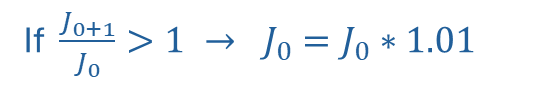 If J₀₊₁/J₀ > 1 → J₀ = J₀ * 1.01